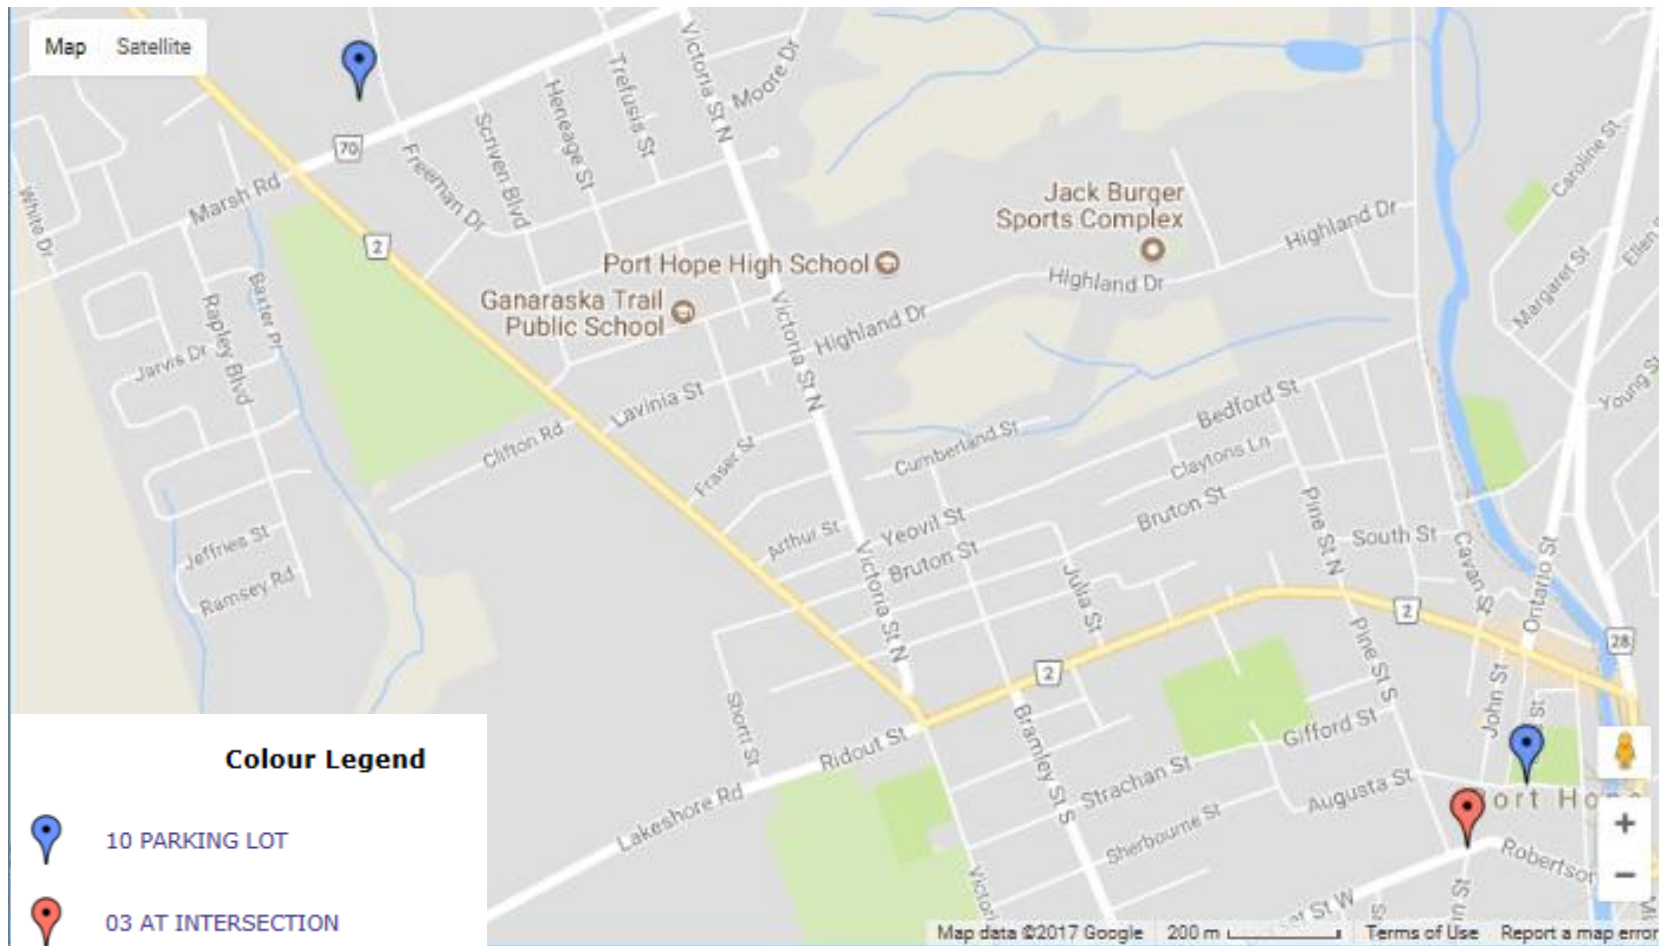 Map Satellite
70
Marsh Rd
White Dr
2
Freeman Dr
Scriven Blvd
Heneage St
Trefusis St
Victoria St N
Moore Dr
Jack Burger
Sports Complex
Port Hope High School
Ganaraska Trail
Public School
Victoria St N
Highland Dr
Highland Dr
Highland Dr
Caroline St
Margaret St
Young St
Baxter Pl
Rapley Blvd
Jarvis Dr
Jeffries St
Ramsey Rd
Clifton Rd
Lavinia St
Fraser St
Arthur St
Victoria St N
Cumberland St
Yeovil St
Bruton St
Bedford St
Claytons Ln
Bruton St
Pine St N
South St
Cavan St
Ontario St
Julia St
2
2
28
Pine St S
John St
St
Shortt St
Ridout St
Lakeshore Rd
Bramley St S
Strachan St
Gifford St
Augusta St
Sherbourne St
Robertson
St W
Colour Legend
10 PARKING LOT
03 AT INTERSECTION
+
−
Map data ©2017 Google 200 m Terms of Use Report a map error